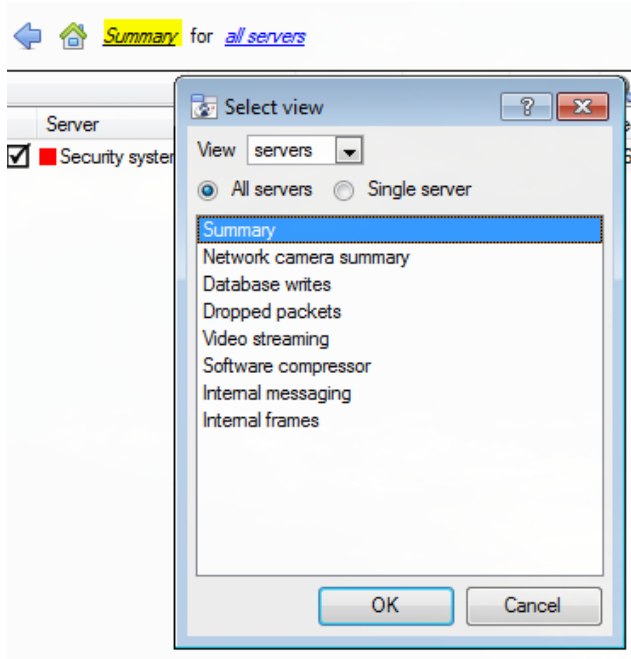 Summary for all servers
Select view
Server
View servers
Security system
All servers Single server
Summary
Network camera summary
Database writes
Dropped packets
Video streaming
Software compressor
Internal messaging
Internal frames
OK Cancel